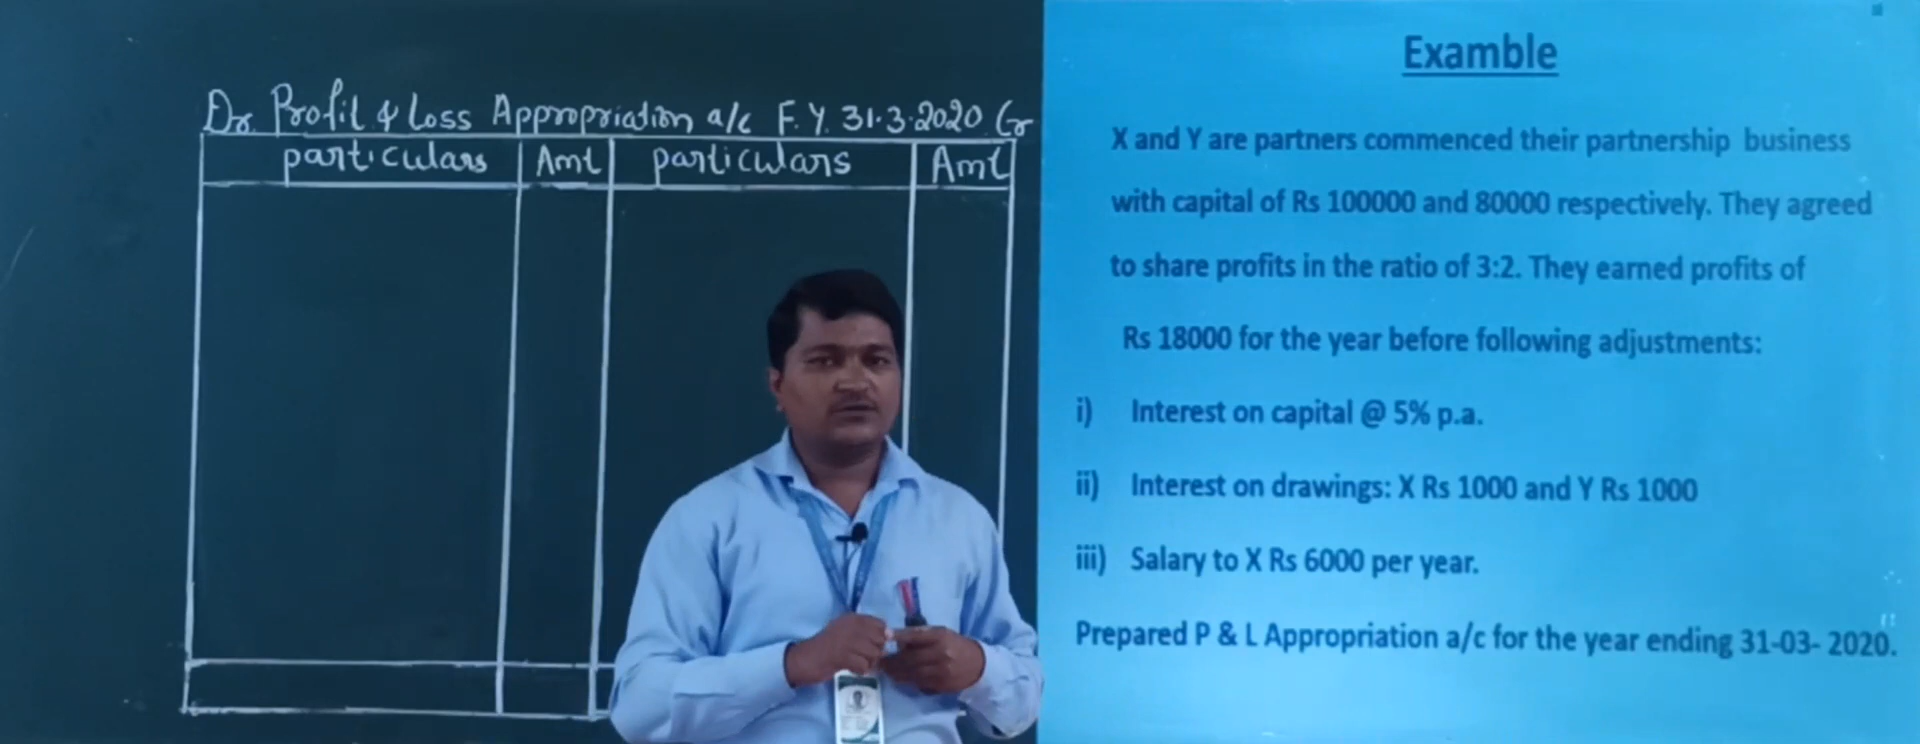 Dr. Profit & Loss Appropriation a/c F.Y. 31.3.2020 Cr
particulars Amt particulars Amt
Examble
X and Y are partners commenced their partnership business
with capital of Rs 100000 and 80000 respectively. They agreed
to share profits in the ratio of 3:2. They earned profits of
Rs 18000 for the year before following adjustments:
i) Interest on capital @ 5% p.a.
ii) Interest on drawings: X Rs 1000 and Y Rs 1000
iii) Salary to X Rs 6000 per year.
Prepared P & L Appropriation a/c for the year ending 31-03- 2020.